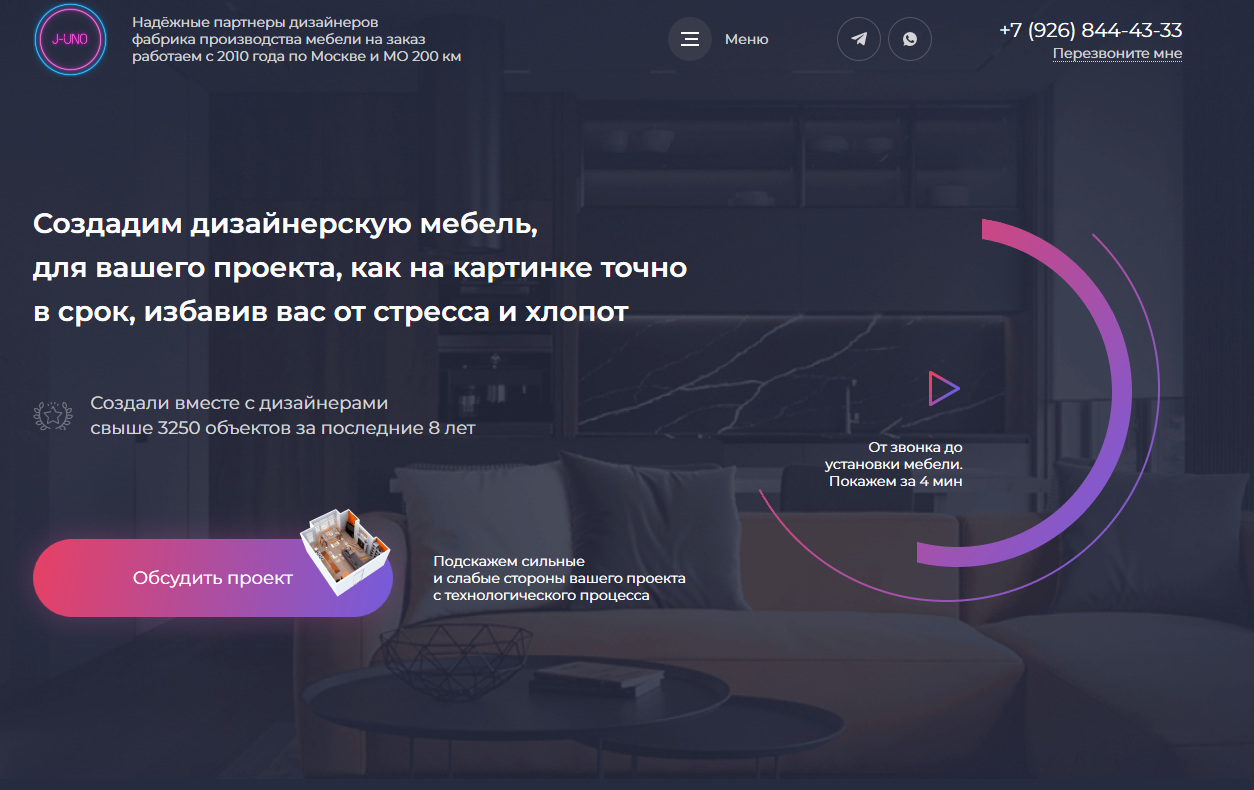 J-UNO
Надёжные партнеры дизайнеров
фабрика производства мебели на заказ
работаем с 2010 года по Москве и МО 200 км
Меню
+7 (926) 844-43-33
Перезвоните мне
Создадим дизайнерскую мебель,
для вашего проекта, как на картинке точно
в срок, избавив вас от стресса и хлопот
Создали вместе с дизайнерами
свыше 3250 объектов за последние 8 лет
От звонка до
установки мебели.
Покажем за 4 мин
Обсудить проект
Подскажем сильные
и слабые стороны вашего проекта
с технологического процесса